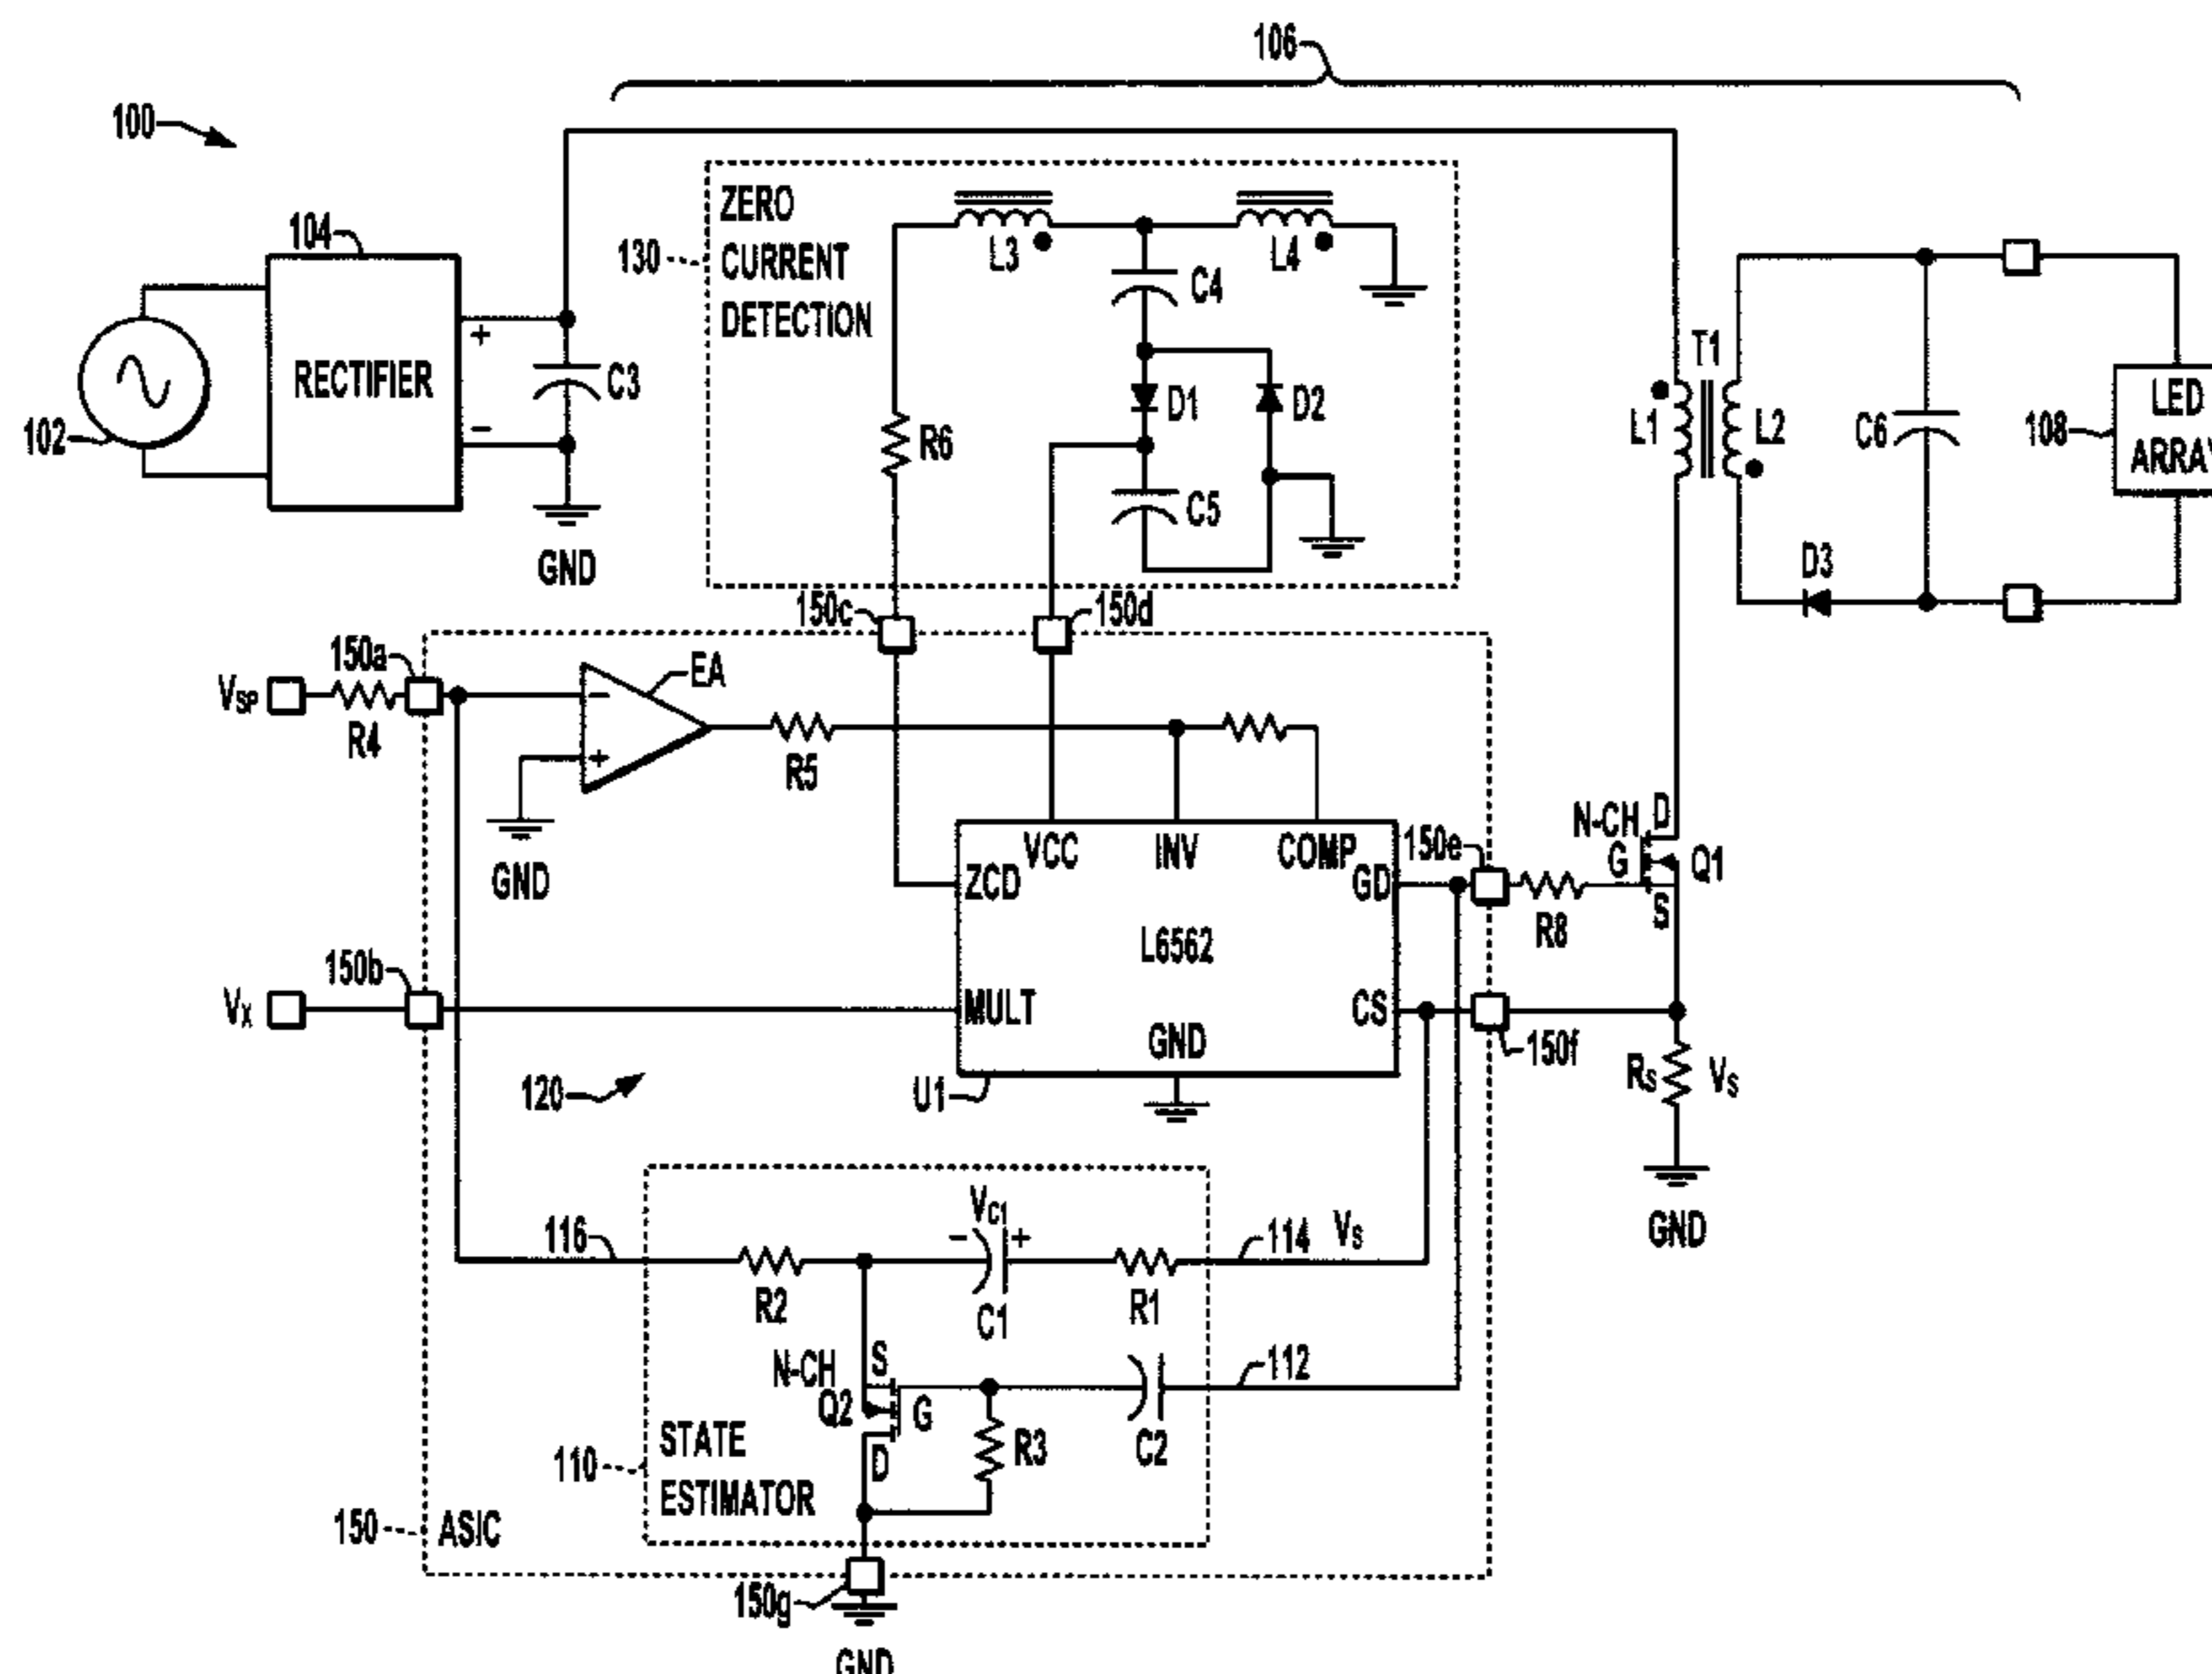 106
100
ZERO
CURRENT
DETECTION
130
L3
L4
C4
104
RECTIFIER
+
−
C3
102
GND
D1
D2
R6
C5
T1
L1
L2
C6
108
LED
ARRAY
D3
150c
150d
150a
VSP
R4
EA
−
+
R5
GND
VCC
INV
COMP
ZCD
GD
L6562
MULT
CS
GND
U1
150e
R8
N-CH
D
G
Q1
S
150b
VX
150f
RS
VS
GND
120
116
VC1
−
+
114
VS
R2
C1
R1
112
N-CH
S
Q2
G
D
R3
C2
110
STATE
ESTIMATOR
150
ASIC
150g
GND